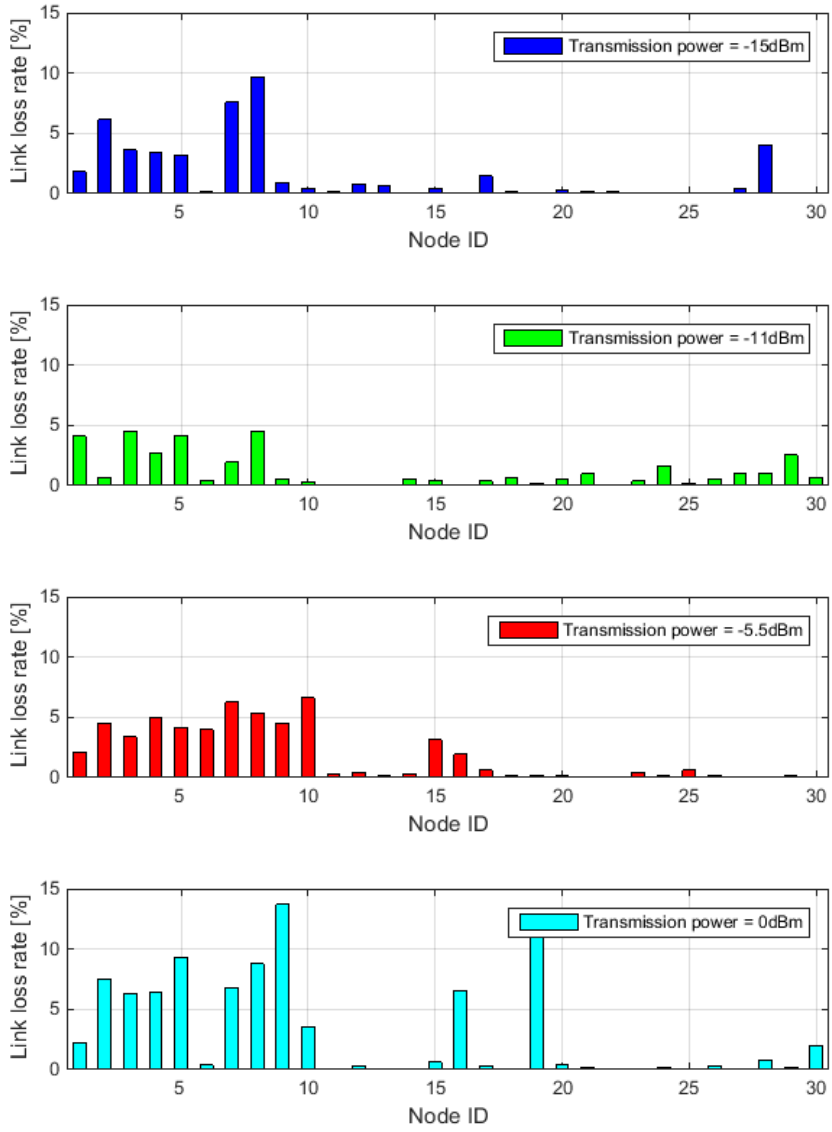 15
10
5
0
Link loss rate [%]
Transmission power = -15dBm
5 10 15 20 25 30
Node ID
15
10
5
0
Link loss rate [%]
Transmission power = -11dBm
5 10 15 20 25 30
Node ID
15
10
5
0
Link loss rate [%]
Transmission power = -5.5dBm
5 10 15 20 25 30
Node ID
15
10
5
0
Link loss rate [%]
Transmission power = 0dBm
5 10 15 20 25 30
Node ID